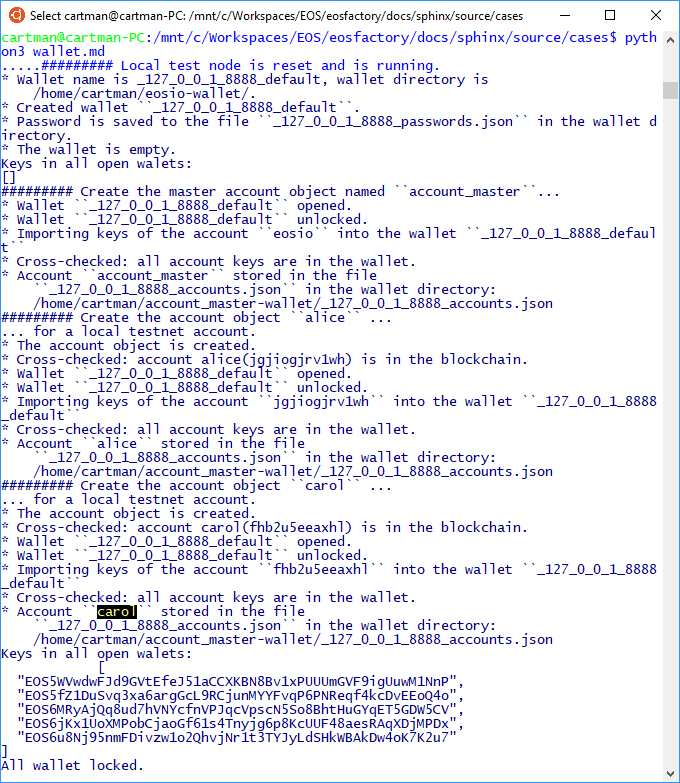 Select cartman@cartman-PC: /mnt/c/Workspaces/EOS/eosfactory/docs/sphinx/source/cases
cartman@cartman-PC:/mnt/c/Workspaces/EOS/eosfactory/docs/sphinx/source/cases$ pyth
on3 wallet.md
.....######### Local test node is reset and is running.
* Wallet name is _127_0_0_1_8888_default, wallet directory is
    /home/cartman/eosio-wallet/.
* Created wallet ``_127_0_0_1_8888_default``.
* Password is saved to the file ``_127_0_0_1_8888_passwords.json`` in the wallet d
irectory.
* The wallet is empty.
Keys in all open walets:
[]
######### Create the master account object named ``account_master``...
* Wallet ``_127_0_0_1_8888_default`` opened.
* Wallet ``_127_0_0_1_8888_default`` unlocked.
* Importing keys of the account ``eosio`` into the wallet ``_127_0_0_1_8888_defaul
t``
* Cross-checked: all account keys are in the wallet.
* Account ``account_master`` stored in the file
    ``_127_0_0_1_8888_accounts.json`` in the wallet directory:
    /home/cartman/account_master-wallet/_127_0_0_1_8888_accounts.json
######### Create the account object ``alice`` ...
... for a local testnet account.
* The account object is created.
* Cross-checked: account alice(jgjiogjrv1wh) is in the blockchain.
* Wallet ``_127_0_0_1_8888_default`` opened.
* Wallet ``_127_0_0_1_8888_default`` unlocked.
* Importing keys of the account ``jgjiogjrv1wh`` into the wallet ``_127_0_0_1_8888
_default``
* Cross-checked: all account keys are in the wallet.
* Account ``alice`` stored in the file
    ``_127_0_0_1_8888_accounts.json`` in the wallet directory:
    /home/cartman/account_master-wallet/_127_0_0_1_8888_accounts.json
######### Create the account object ``carol`` ...
... for a local testnet account.
* The account object is created.
* Cross-checked: account carol(fhb2u5eeaxhl) is in the blockchain.
* Wallet ``_127_0_0_1_8888_default`` opened.
* Wallet ``_127_0_0_1_8888_default`` unlocked.
* Importing keys of the account ``fhb2u5eeaxhl`` into the wallet ``_127_0_0_1_8888
_default``
* Cross-checked: all account keys are in the wallet.
* Account ``carol`` stored in the file
    ``_127_0_0_1_8888_accounts.json`` in the wallet directory:
    /home/cartman/account_master-wallet/_127_0_0_1_8888_accounts.json
Keys in all open walets:
            [
  "EOS5WVwdwFJd9GVtEfeJ51aCCXKBN8Bv1xPUUUmGVF9igUuwM1NnP",
  "EOS5fZ1DuSvq3xa6argGcL9RCjunMYYFvqP6PNReqf4kcDvEEoQ4o",
  "EOS6MRyAjQq8ud7hVNYcfnVPJqcVpscN5So8BhtHuGYqET5GDW5CV",
  "EOS6jKx1UoXMPobCjaoGf61s4Tnyjg6p8KcUUF48aesRAqXDjMPDx",
  "EOS6u8Nj95nmFDivzw1o2QhvjNr1t3TYJyLdSHkWBAkDw4oK7K2u7"
]
All wallet locked.